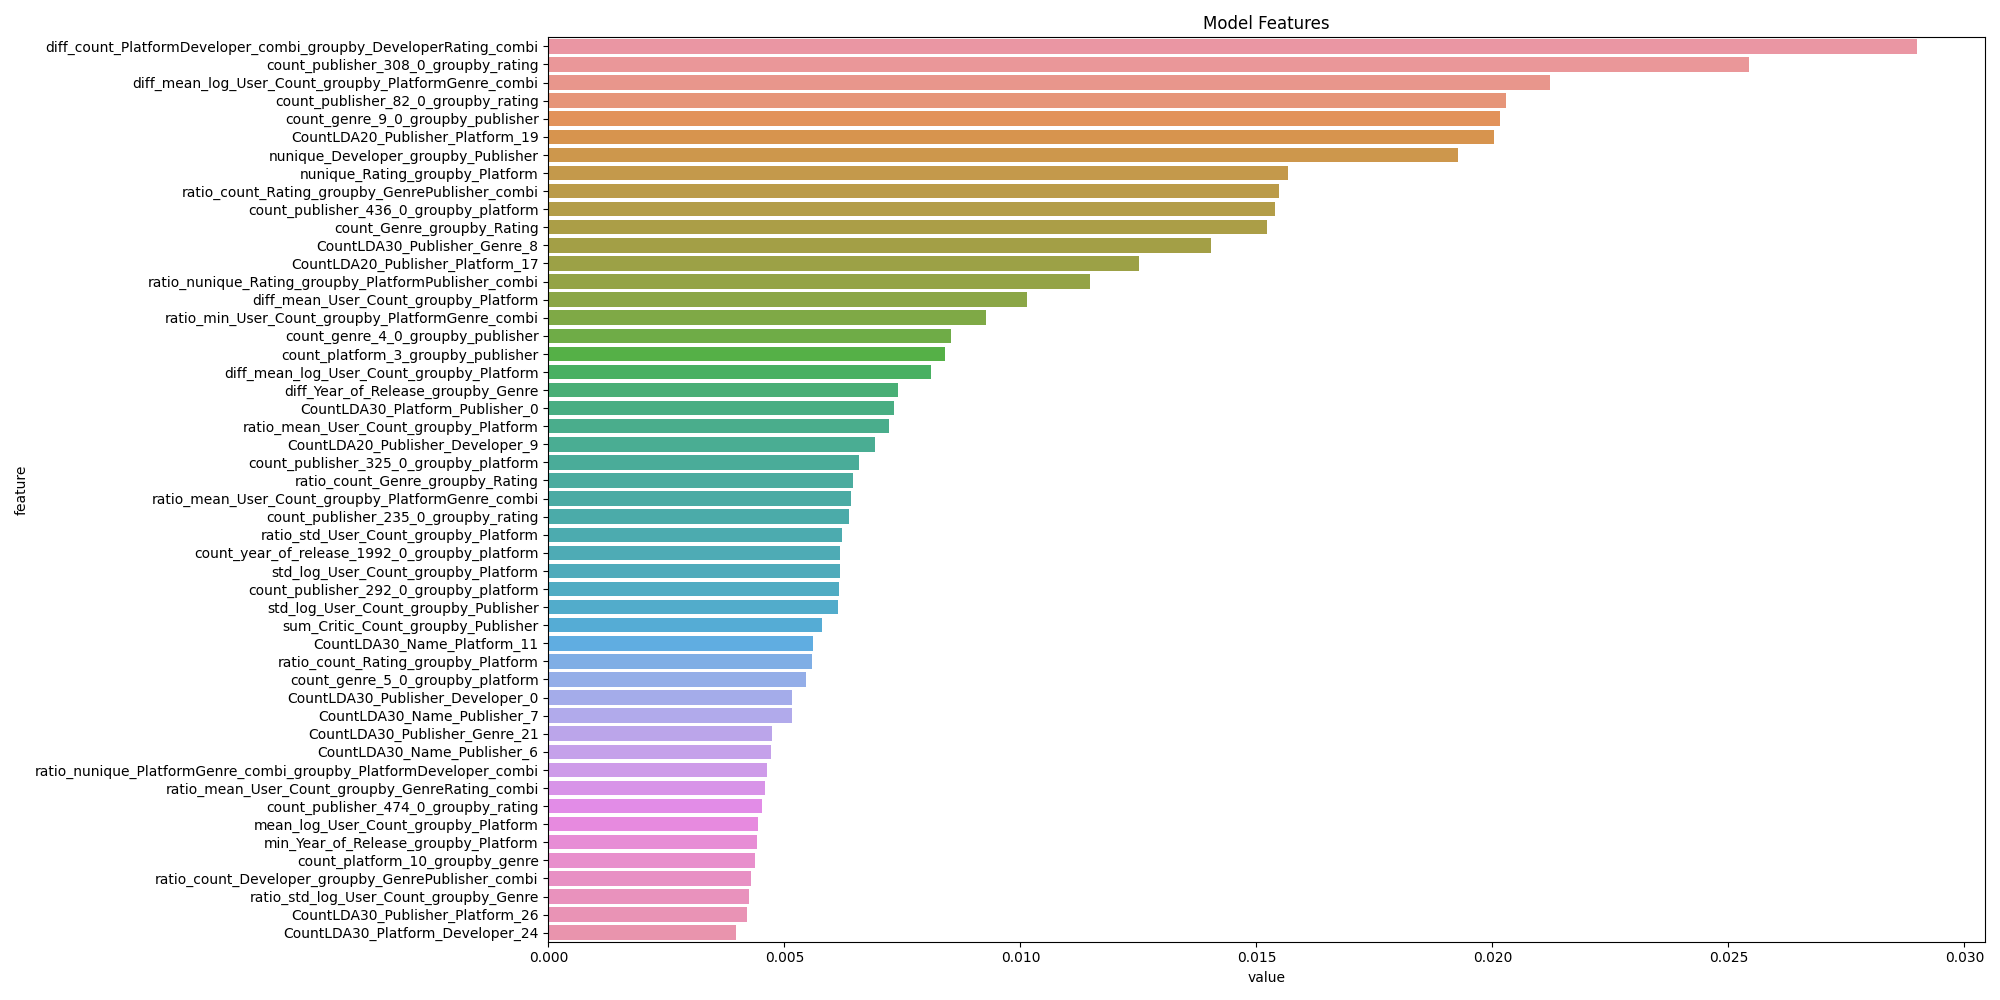 Model Features
diff_count_PlatformDeveloper_combi_groupby_DeveloperRating_combi
count_publisher_308_0_groupby_rating
diff_mean_log_User_Count_groupby_PlatformGenre_combi
count_publisher_82_0_groupby_rating
count_genre_9_0_groupby_publisher
CountLDA20_Publisher_Platform_19
nunique_Developer_groupby_Publisher
nunique_Rating_groupby_Platform
ratio_count_Rating_groupby_GenrePublisher_combi
count_publisher_436_0_groupby_platform
count_Genre_groupby_Rating
CountLDA30_Publisher_Genre_8
CountLDA20_Publisher_Platform_17
ratio_nunique_Rating_groupby_PlatformPublisher_combi
diff_mean_User_Count_groupby_Platform
ratio_min_User_Count_groupby_PlatformGenre_combi
count_genre_4_0_groupby_publisher
count_platform_3_groupby_publisher
diff_mean_log_User_Count_groupby_Platform
diff_Year_of_Release_groupby_Genre
CountLDA30_Platform_Publisher_0
ratio_mean_User_Count_groupby_Platform
CountLDA20_Publisher_Developer_9
count_publisher_325_0_groupby_platform
ratio_count_Genre_groupby_Rating
ratio_mean_User_Count_groupby_PlatformGenre_combi
count_publisher_235_0_groupby_rating
ratio_std_User_Count_groupby_Platform
count_year_of_release_1992_0_groupby_platform
std_log_User_Count_groupby_Platform
count_publisher_292_0_groupby_platform
std_log_User_Count_groupby_Publisher
sum_Critic_Count_groupby_Publisher
CountLDA30_Name_Platform_11
ratio_count_Rating_groupby_Platform
count_genre_5_0_groupby_platform
CountLDA30_Publisher_Developer_0
CountLDA30_Name_Publisher_7
CountLDA30_Publisher_Genre_21
CountLDA30_Name_Publisher_6
ratio_nunique_PlatformGenre_combi_groupby_PlatformDeveloper_combi
ratio_mean_User_Count_groupby_GenreRating_combi
count_publisher_474_0_groupby_rating
mean_log_User_Count_groupby_Platform
min_Year_of_Release_groupby_Platform
count_platform_10_groupby_genre
ratio_count_Developer_groupby_GenrePublisher_combi
ratio_std_log_User_Count_groupby_Genre
CountLDA30_Publisher_Platform_26
CountLDA30_Platform_Developer_24
feature
0.000 0.005 0.010 0.015 0.020 0.025 0.030
value